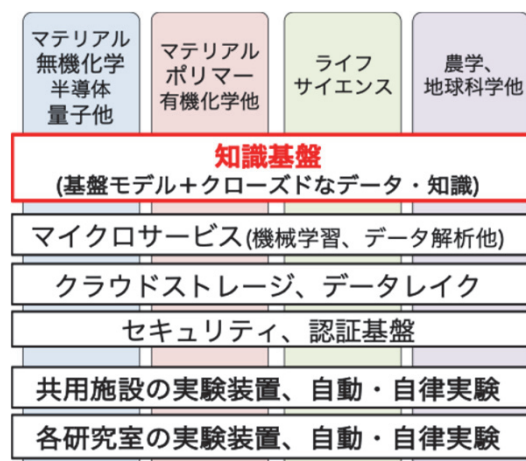 マテリアル
無機化学
半導体
量子他
マテリアル
ポリマー
有機化学他
ライフ
サイエンス
農学、
地球科学他
知識基盤
(基盤モデル＋クローズドなデータ・知識)
マイクロサービス(機械学習、データ解析他)
クラウドストレージ、データレイク
セキュリティ、認証基盤
共用施設の実験装置、自動・自律実験
各研究室の実験装置、自動・自律実験